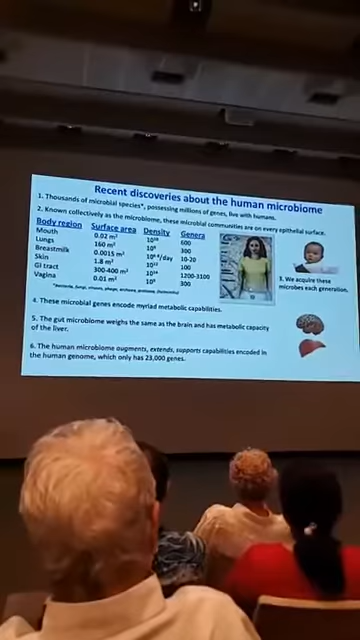 Recent discoveries about the human microbiome
1. Thousands of microbial species*, possessing millions of genes, live with humans.
2. Known collectively as the microbiome, these microbial communities are on every epithelial surface.
Body region Surface area Density Genera
Mouth 0.02 m² 10¹⁰ 600
Lungs 160 m² 10⁹ 300
Breastmilk 0.0015 m² /day 10-20
Skin 1.8 m² 100
GI tract 300-400 m² 1200-3100
Vagina 0.01 m² 300
3. We acquire these
microbes each generation.
4. These microbial genes encode myriad metabolic capabilities.
5. The gut microbiome weighs the same as the brain and has metabolic capacity
of the liver.
6. The human microbiome augments, extends, supports capabilities encoded in
the human genome, which only has 23,000 genes.